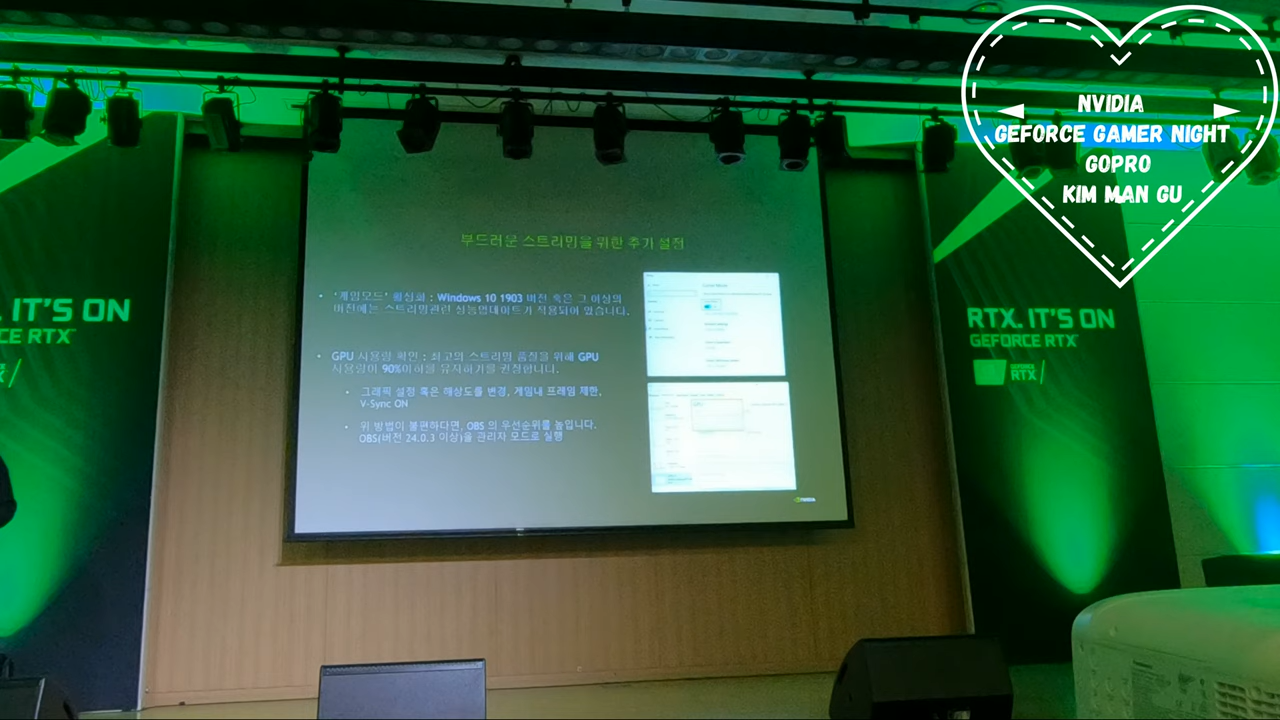 NVIDIA
GEFORCE GAMER NIGHT
GOPRO
KIM MAN GU
부드러운 스트리밍을 위한 추가 설정
• '게임모드' 활성화 : Windows 10 1903 버전 혹은 그 이상의
버전에는 스트리밍관련 성능업데이트가 적용되어 있습니다.
• GPU 사용량 확인 : 최고의 스트리밍 품질을 위해 GPU
사용량이 90%이하를 유지하기를 권장합니다.
• 그래픽 설정 혹은 해상도를 변경, 게임내 프레임 제한,
V-Sync ON
• 위 방법이 불편하다면, OBS 의 우선순위를 높입니다.
OBS(버전 24.0.3 이상)을 관리자 모드로 실행
NVIDIA
. IT'S ON
CE RTX
RTX. IT'S ON
GEFORCE RTX
GEFORCE
RTX